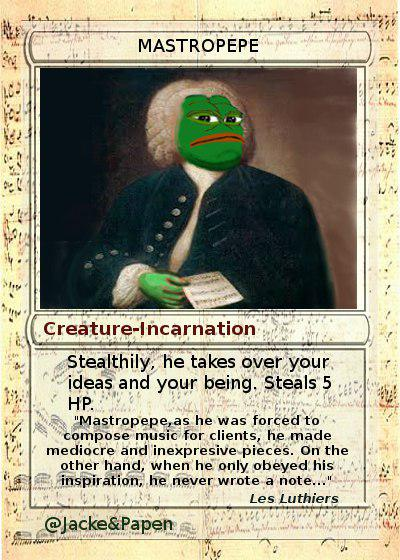 MASTROPEPE
Creature-Incarnation
Stealthily, he takes over your
ideas and your being. Steals 5
HP.
"Mastropepe,as he was forced to
compose music for clients, he made
mediocre and inexpresive pieces. On the
other hand, when he only obeyed his
inspiration, he never wrote a note..."
Les Luthiers
@Jacke&Papen